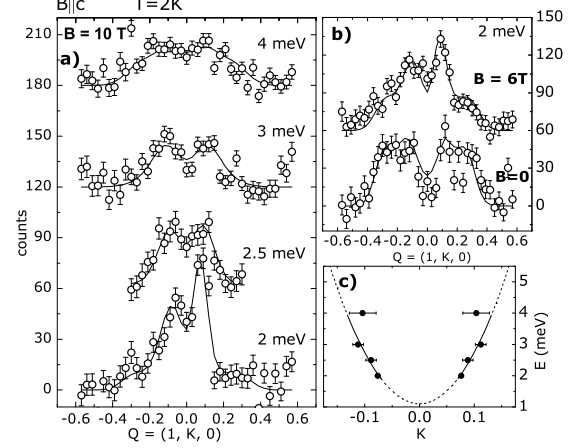 B||c T=2K
a) B = 10 T
4 meV
3 meV
2.5 meV
2 meV
210
180
150
120
90
60
30
0
counts
-0.6 -0.4 -0.2 0.0 0.2 0.4 0.6
Q = (1, K, 0)
b)
2 meV
B = 6T
B=0
150
120
90
60
30
0
-0.6 -0.4 -0.2 0.0 0.2 0.4 0.6
Q = (1, K, 0)
c)
5
4
3
2
1
E (meV)
-0.1 0.0 0.1
K